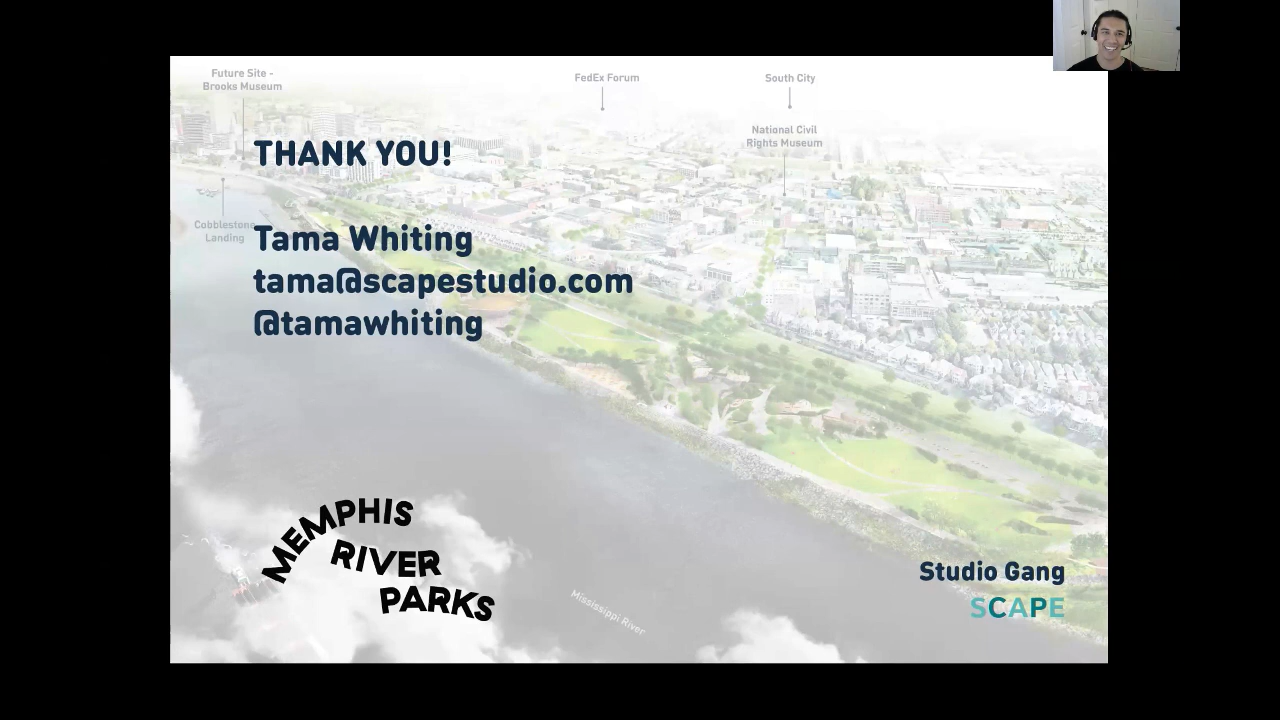 Future Site -
Brooks Museum
FedEx Forum
South City
National Civil
Rights Museum
THANK YOU!
Cobblestone
Landing
Tama Whiting
tama@scapestudio.com
@tamawhiting
MEMPHIS
RIVER
PARKS
Mississippi River
Studio Gang
SCAPE